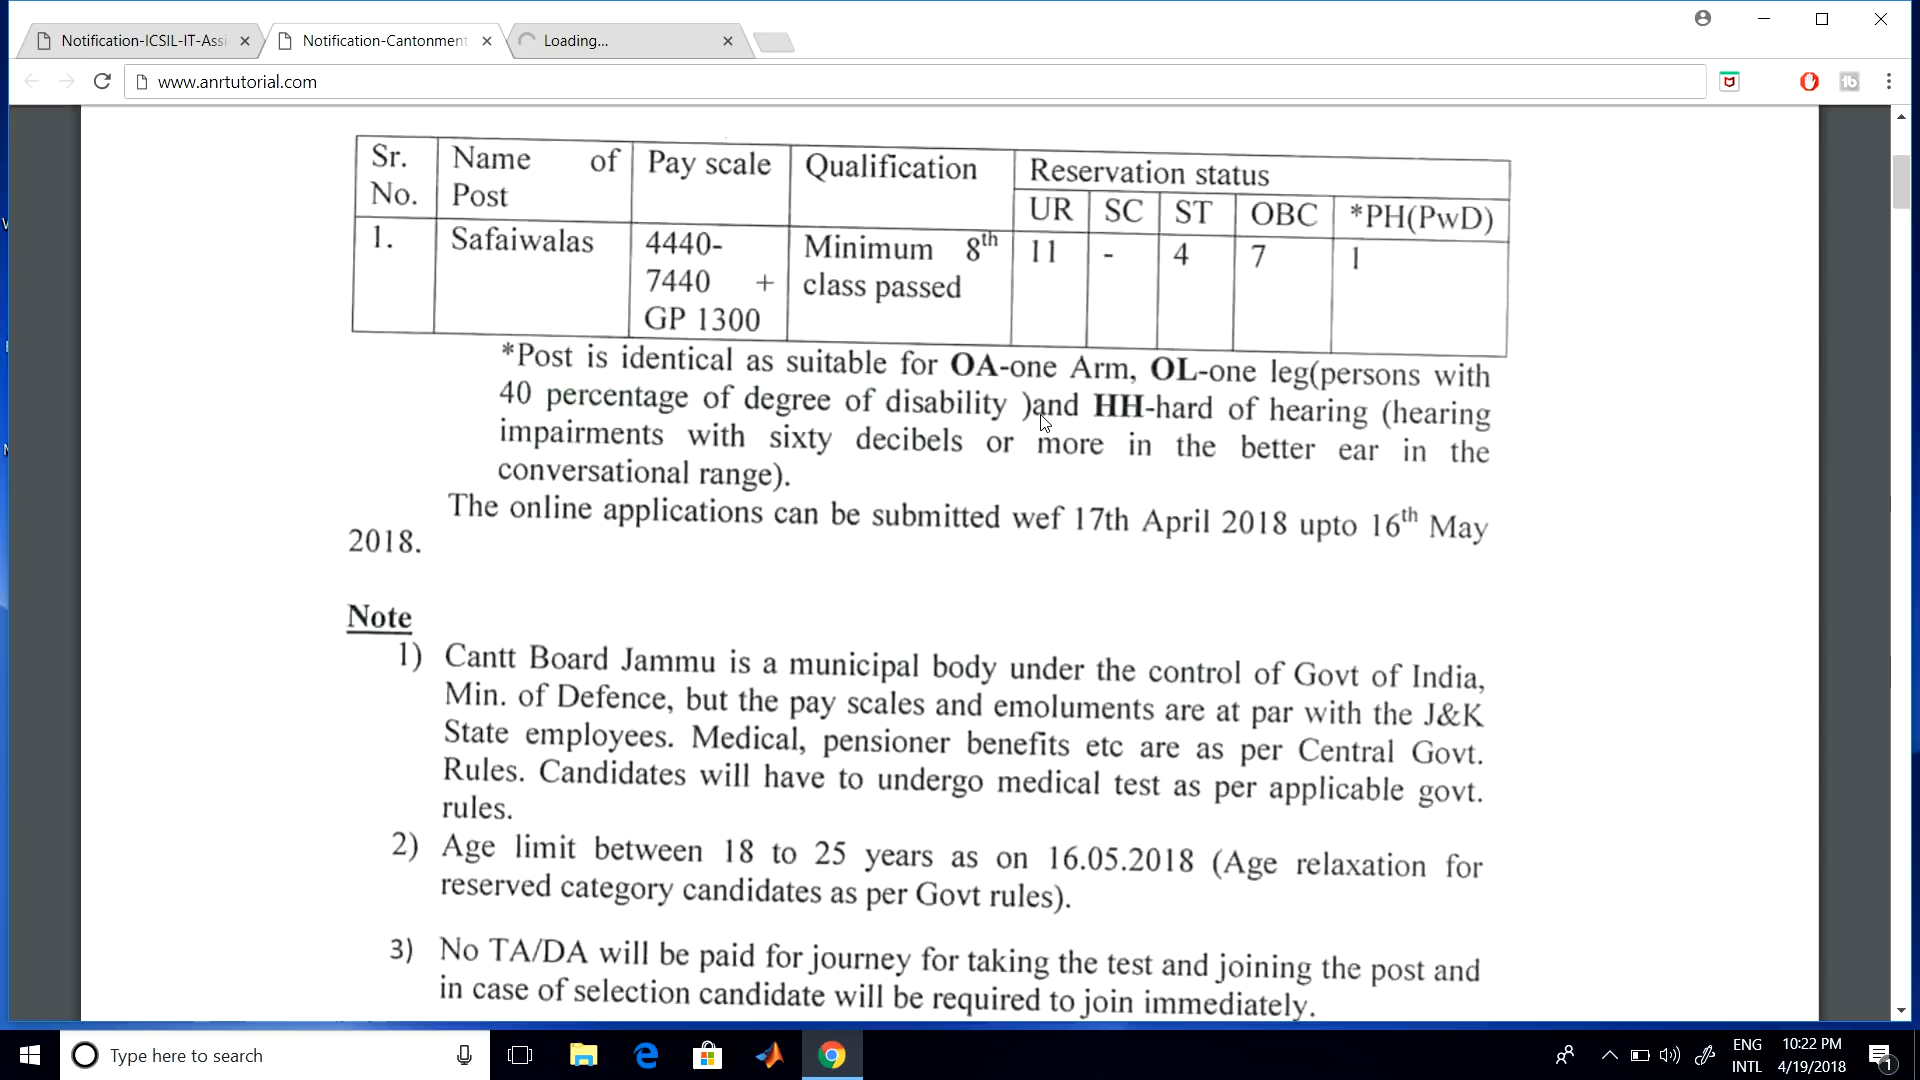 Notification-ICSIL-IT-Assi
Notification-Cantonment
Loading...
www.anrtutorial.com
Sr. No.
Name of Post
Pay scale
Qualification
Reservation status
UR
SC
ST
OBC
*PH(PwD)
1.
Safaiwalas
4440-
7440 +
GP 1300
Minimum 8th
class passed
11
-
4
7
1
*Post is identical as suitable for OA-one Arm, OL-one leg(persons with
40 percentage of degree of disability )and HH-hard of hearing (hearing
impairments with sixty decibels or more in the better ear in the
conversational range).
The online applications can be submitted wef 17th April 2018 upto 16th May
2018.
Note
1) Cantt Board Jammu is a municipal body under the control of Govt of India,
Min. of Defence, but the pay scales and emoluments are at par with the J&K
State employees. Medical, pensioner benefits etc are as per Central Govt.
Rules. Candidates will have to undergo medical test as per applicable govt.
rules.
2) Age limit between 18 to 25 years as on 16.05.2018 (Age relaxation for
reserved category candidates as per Govt rules).
3) No TA/DA will be paid for journey for taking the test and joining the post and
in case of selection candidate will be required to join immediately.
Type here to search
ENG
INTL
10:22 PM
4/19/2018
1